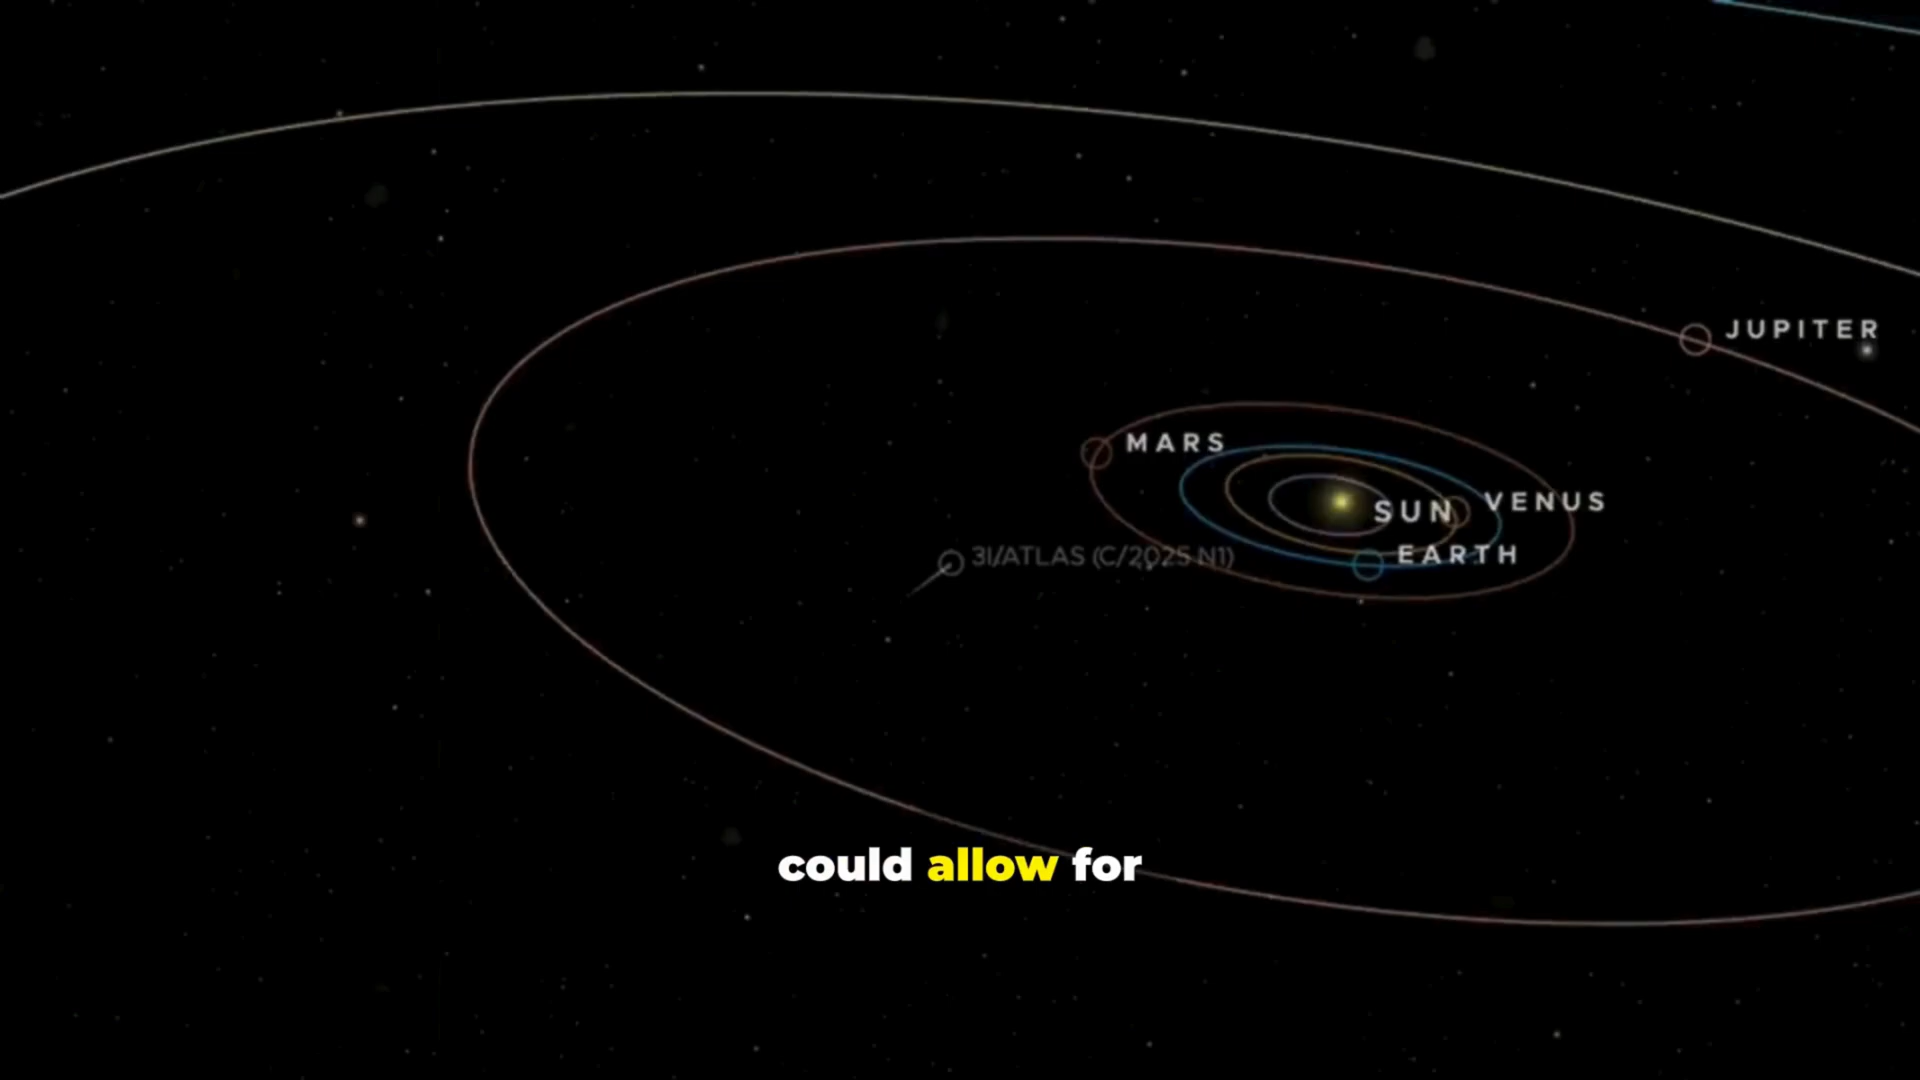 JUPITER
MARS
VENUS
SUN
EARTH
3I/ATLAS (C/2025 N1)
could allow for